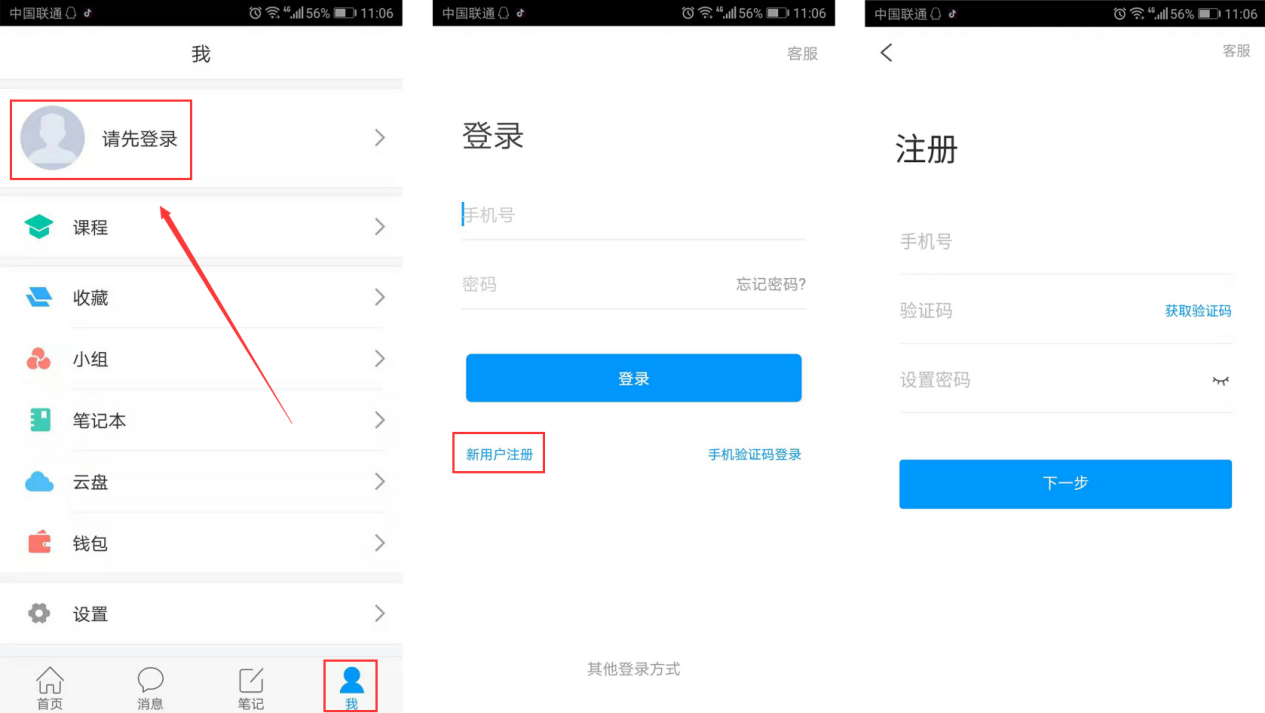 中国联通 56% 11:06
我
请先登录
课程
收藏
小组
笔记本
云盘
钱包
设置
首页 消息 笔记 我
中国联通 56% 11:06
客服
登录
手机号
密码 忘记密码?
登录
新用户注册 手机验证码登录
其他登录方式
中国联通 56% 11:06
客服
注册
手机号
验证码 获取验证码
设置密码
下一步